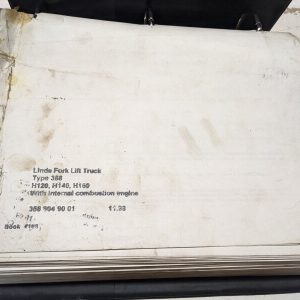 Linde Fork Lift Truck
Type 358
H120, H140, H160
With internal combustion engine
358 804 90 01 11.98
Book